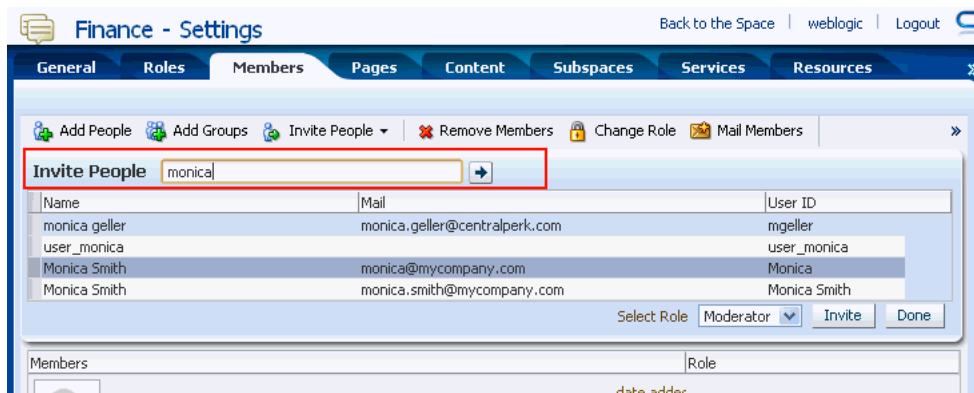 Finance - Settings Back to the Space | weblogic | Logout
General Roles Members Pages Content Subspaces Services Resources
Add People Add Groups Invite People Remove Members Change Role Mail Members »
Invite People monica
Name Mail User ID
monica geller monica.geller@centralperk.com mgeller
user_monica user_monica
Monica Smith monica@mycompany.com Monica
Monica Smith monica.smith@mycompany.com Monica Smith
Select Role Moderator Invite Done
Members Role
date adder